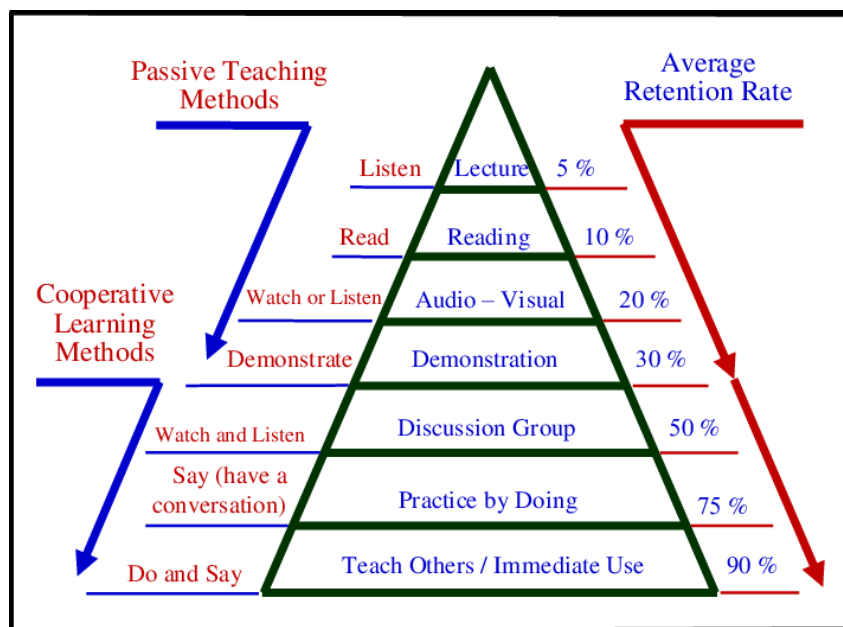 Passive Teaching
Methods
Average
Retention Rate
Listen Lecture 5 %
Read Reading 10 %
Cooperative
Learning
Methods
Watch or Listen Audio – Visual 20 %
Demonstrate Demonstration 30 %
Watch and Listen Discussion Group 50 %
Say (have a
conversation) Practice by Doing 75 %
Do and Say Teach Others / Immediate Use 90 %